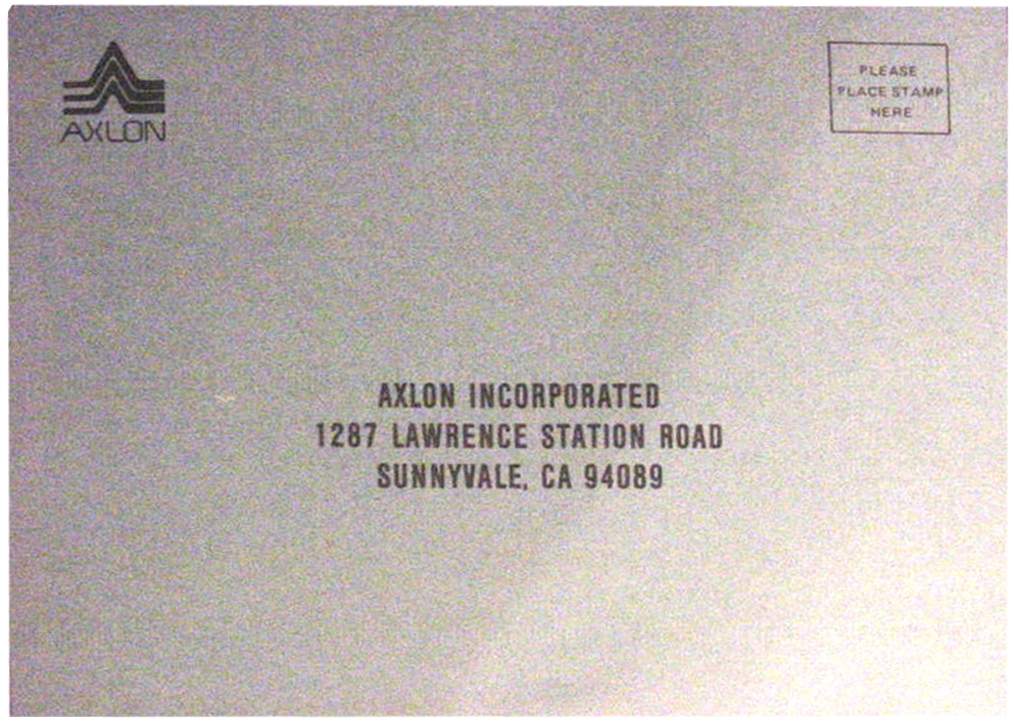 AXLON
PLEASE
PLACE STAMP
HERE
AXLON INCORPORATED
1287 LAWRENCE STATION ROAD
SUNNYVALE, CA 94089